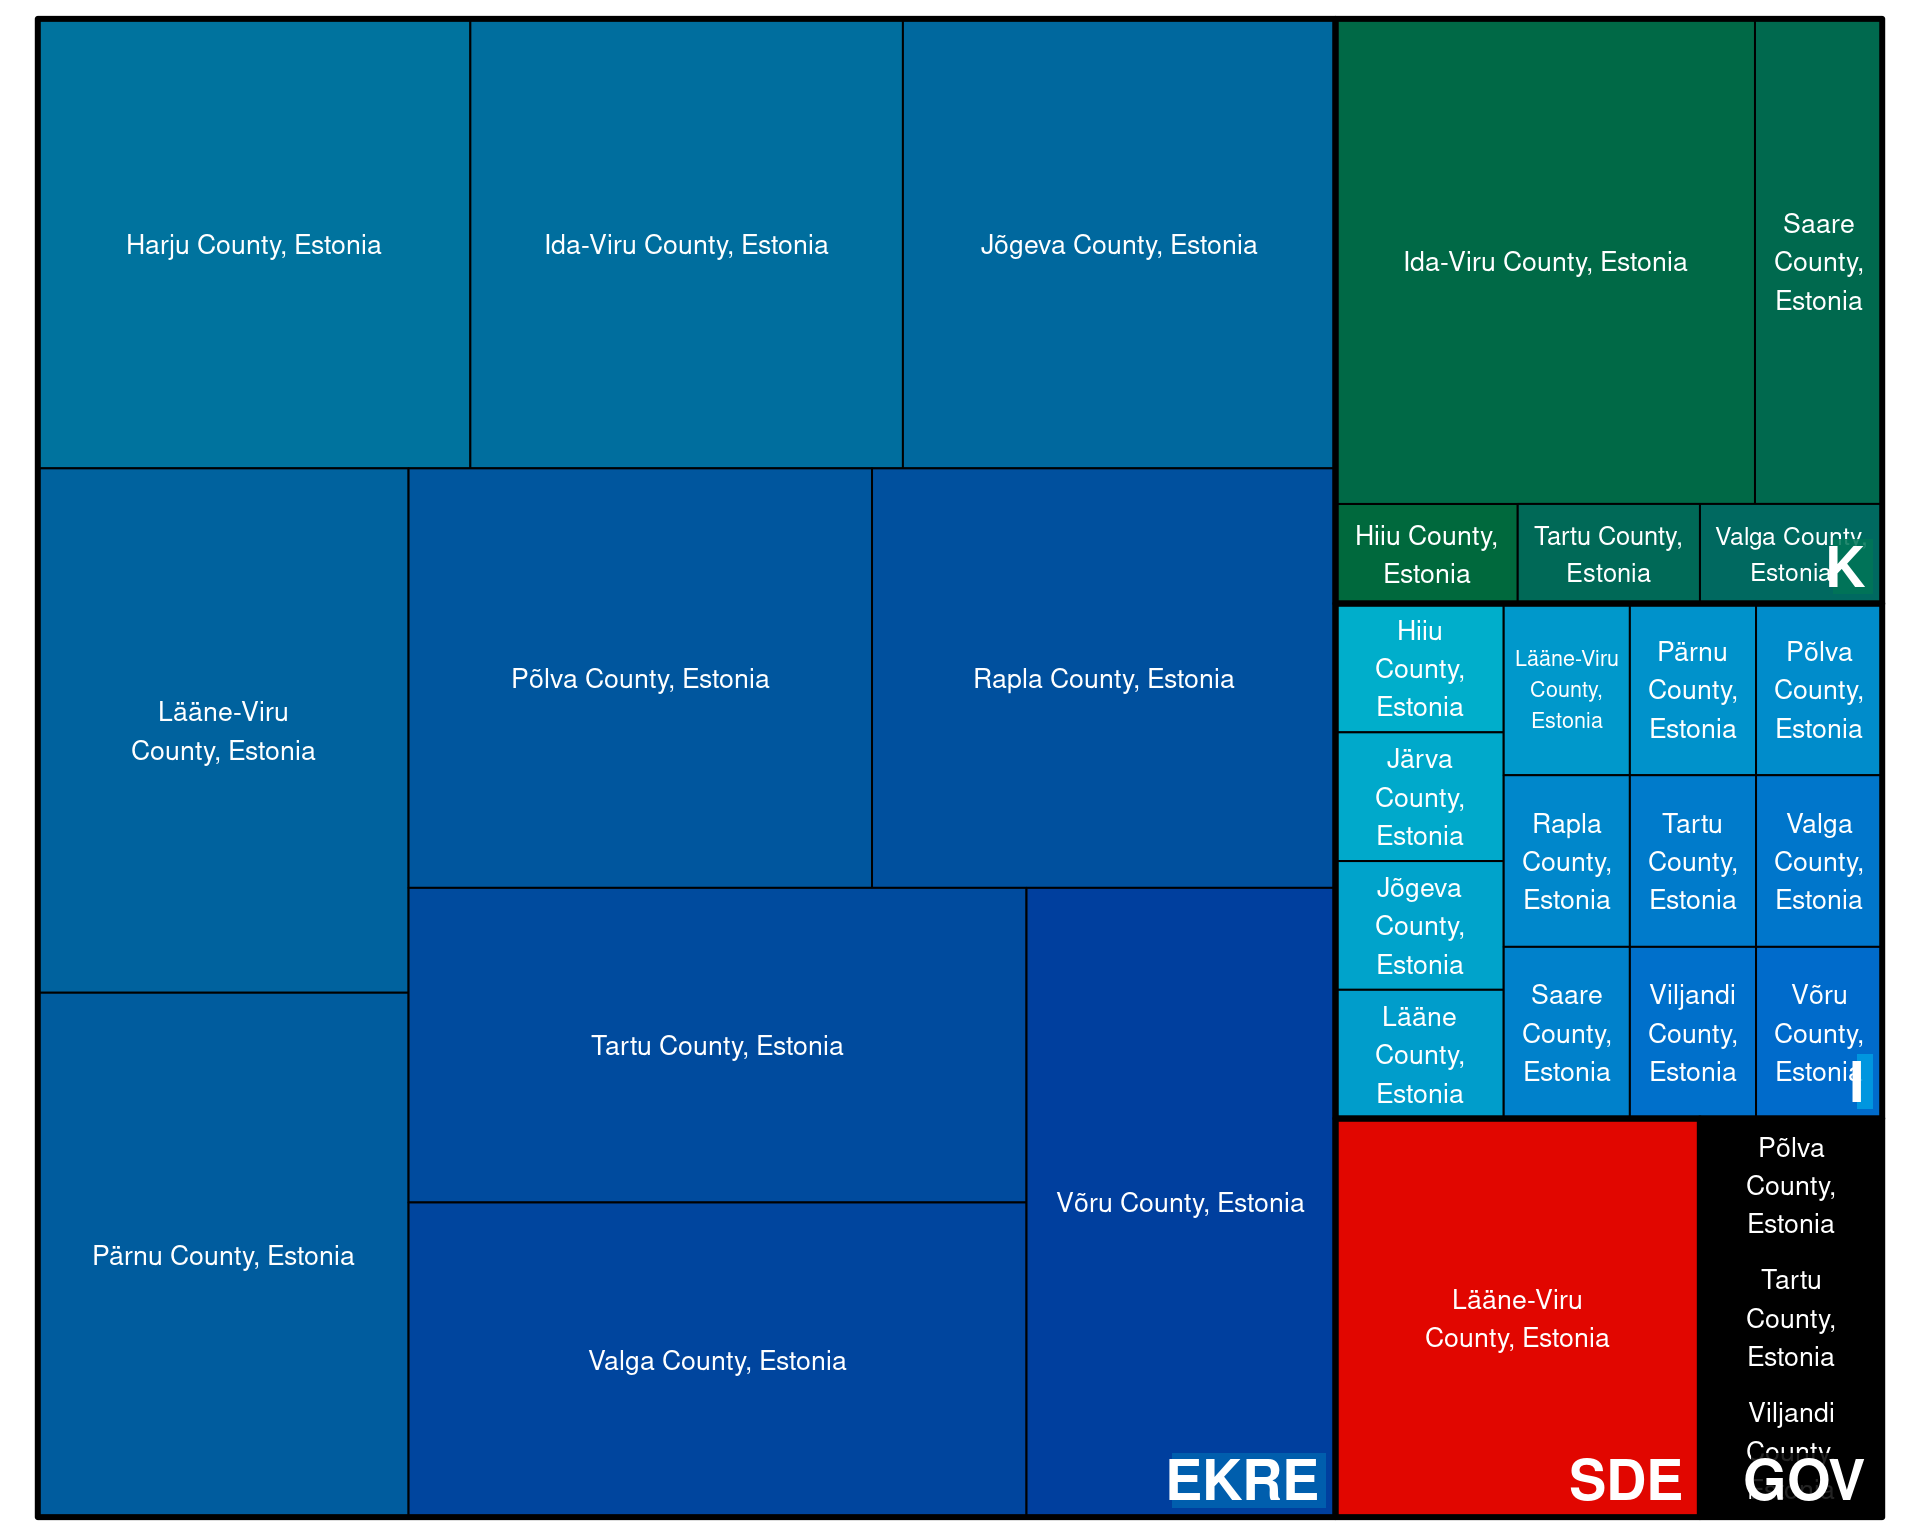 Harju County, Estonia
Ida-Viru County, Estonia
Jõgeva County, Estonia
Lääne-Viru
County, Estonia
Põlva County, Estonia
Rapla County, Estonia
Pärnu County, Estonia
Tartu County, Estonia
Valga County, Estonia
Võru County, Estonia
EKRE
Ida-Viru County, Estonia
Saare
County,
Estonia
Hiiu County,
Estonia
Tartu County,
Estonia
Valga County,
Estonia
K
Hiiu
County,
Estonia
Järva
County,
Estonia
Jõgeva
County,
Estonia
Lääne
County,
Estonia
Lääne-Viru
County,
Estonia
Pärnu
County,
Estonia
Põlva
County,
Estonia
Rapla
County,
Estonia
Tartu
County,
Estonia
Valga
County,
Estonia
Saare
County,
Estonia
Viljandi
County,
Estonia
Võru
County,
Estonia
I
Lääne-Viru
County, Estonia
SDE
Põlva
County,
Estonia
Tartu
County,
Estonia
Viljandi
County,
GOV